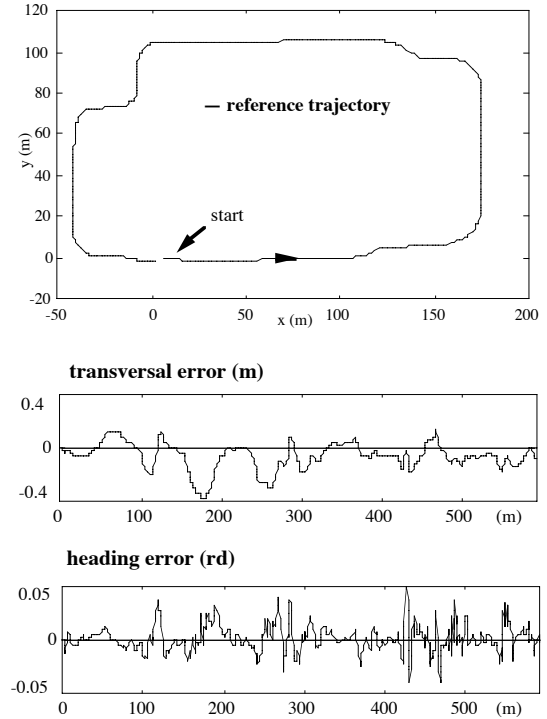 120
100
80
60
40
20
0
-20
y (m)
— reference trajectory
start
-50 0 50 100 150 200
x (m)
transversal error (m)
0.4
0
-0.4
0 100 200 300 400 500 (m)
heading error (rd)
0.05
0
-0.05
0 100 200 300 400 500 (m)